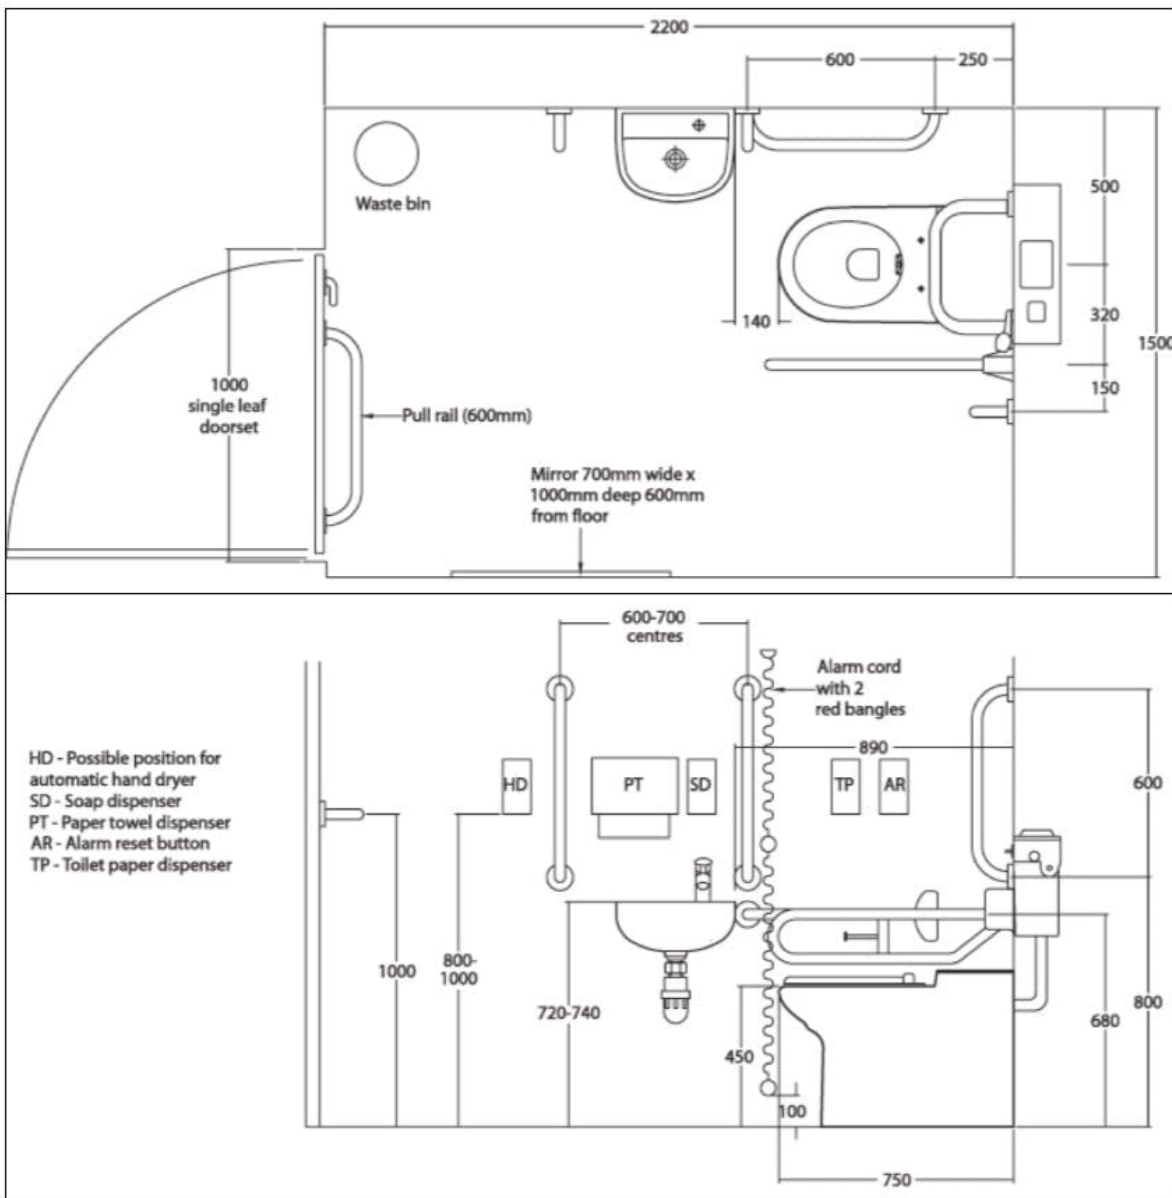 2200
600
250
Waste bin
500
140
320
1500
1000
single leaf
doorset
150
Pull rail (600mm)
Mirror 700mm wide x
1000mm deep 600mm
from floor
600-700
centres
Alarm cord
with 2
red bangles
890
HD - Possible position for
automatic hand dryer
SD - Soap dispenser
PT - Paper towel dispenser
AR - Alarm reset button
TP - Toilet paper dispenser
HD
PT
SD
TP
AR
600
1000
800-
1000
720-740
450
680
800
100
750